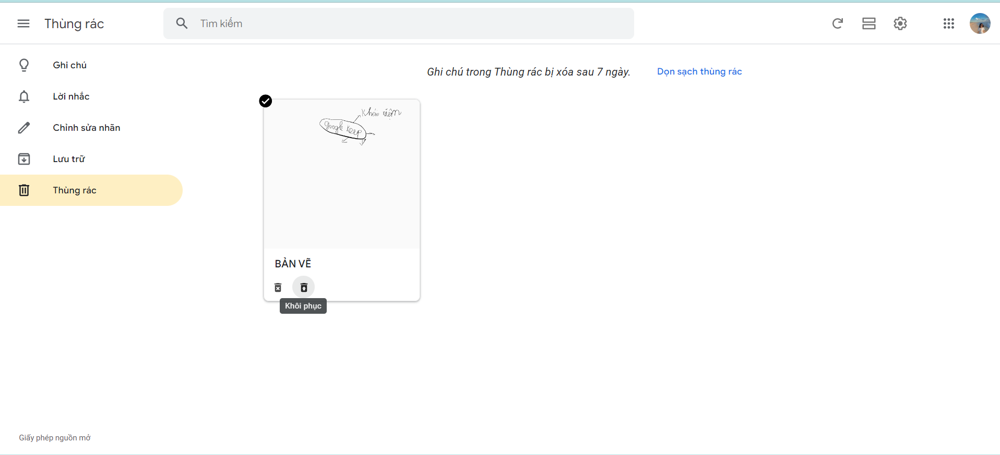 Thùng rác
Tìm kiếm
Ghi chú
Lời nhắc
Chỉnh sửa nhãn
Lưu trữ
Thùng rác
Ghi chú trong Thùng rác bị xóa sau 7 ngày.
Dọn sạch thùng rác
Khái niệm
Google Keep
BẢN VẼ
Khôi phục
Giấy phép nguồn mở